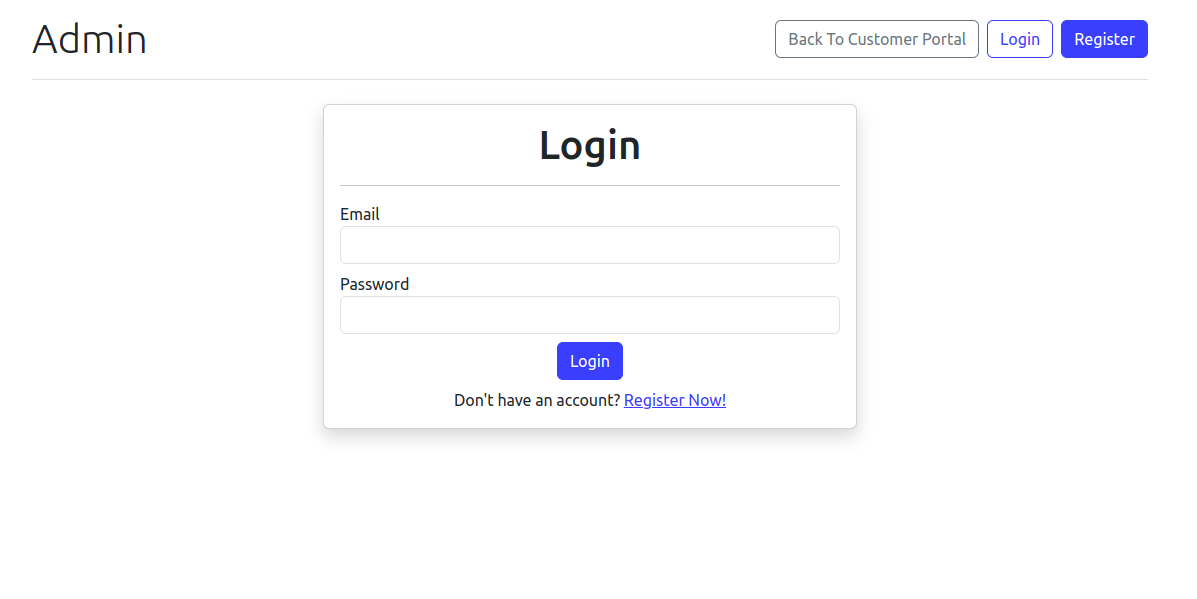 Admin
Back To Customer Portal
Login
Register
Login
Email
Password
Login
Don't have an account? Register Now!